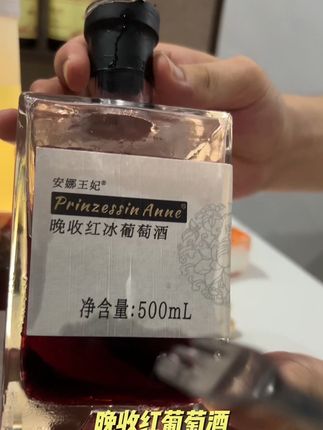 安娜王妃®
Prinzessin Anne®
晚收红冰葡萄酒
净含量:500mL
晚收红葡萄酒